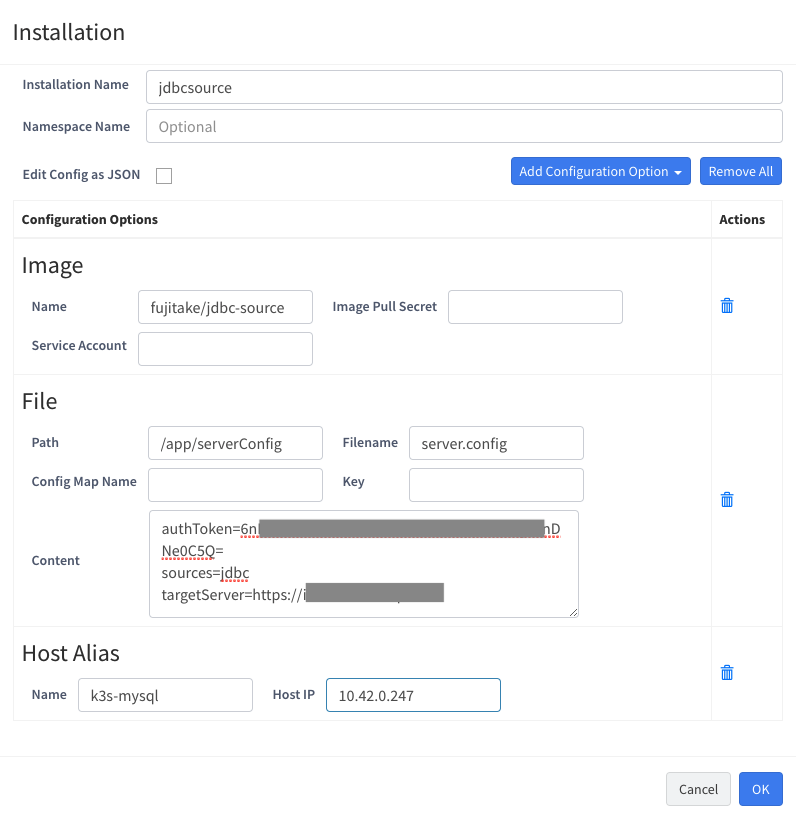 Installation
Installation Name jdbcsource
Namespace Name Optional
Edit Config as JSON Add Configuration Option Remove All
Configuration Options Actions
Image
Name fujitake/jdbc-source Image Pull Secret
Service Account
File
Path /app/serverConfig Filename server.config
Config Map Name Key
authToken=6n nD
Ne0C5Q=
Content
sources=jdbc
targetServer=https://i
Host Alias
Name k3s-mysql Host IP 10.42.0.247
Cancel OK